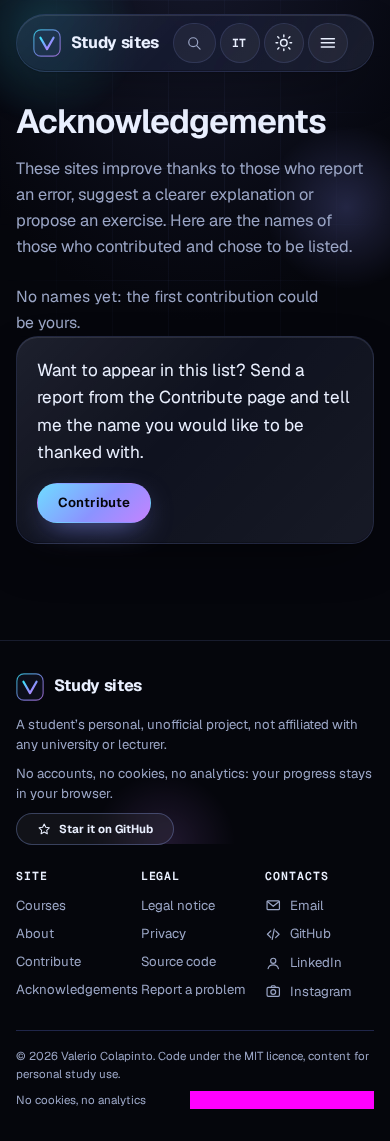 Study sites
IT
Acknowledgements
These sites improve thanks to those who report
an error, suggest a clearer explanation or
propose an exercise. Here are the names of
those who contributed and chose to be listed.
No names yet: the first contribution could
be yours.
Want to appear in this list? Send a
report from the Contribute page and tell
me the name you would like to be
thanked with.
Contribute
Study sites
A student's personal, unofficial project, not affiliated with
any university or lecturer.
No accounts, no cookies, no analytics: your progress stays
in your browser.
Star it on GitHub
SITE
Courses
About
Contribute
Acknowledgements
LEGAL
Legal notice
Privacy
Source code
Report a problem
CONTACTS
Email
GitHub
LinkedIn
Instagram
© 2026 Valerio Colapinto. Code under the MIT licence, content for
personal study use.
No cookies, no analytics